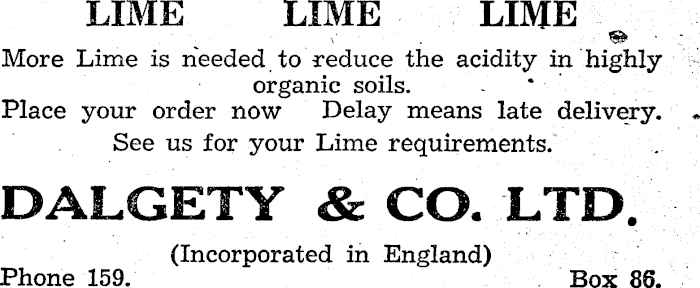 LIME LIME LIME
More Lime is needed to reduce the acidity in highly
organic soils.
Place your order now Delay means late delivery.
See us for your Lime requirements.
DALGETY & CO. LTD.
(Incorporated in England)
Phone 159. Box 86.